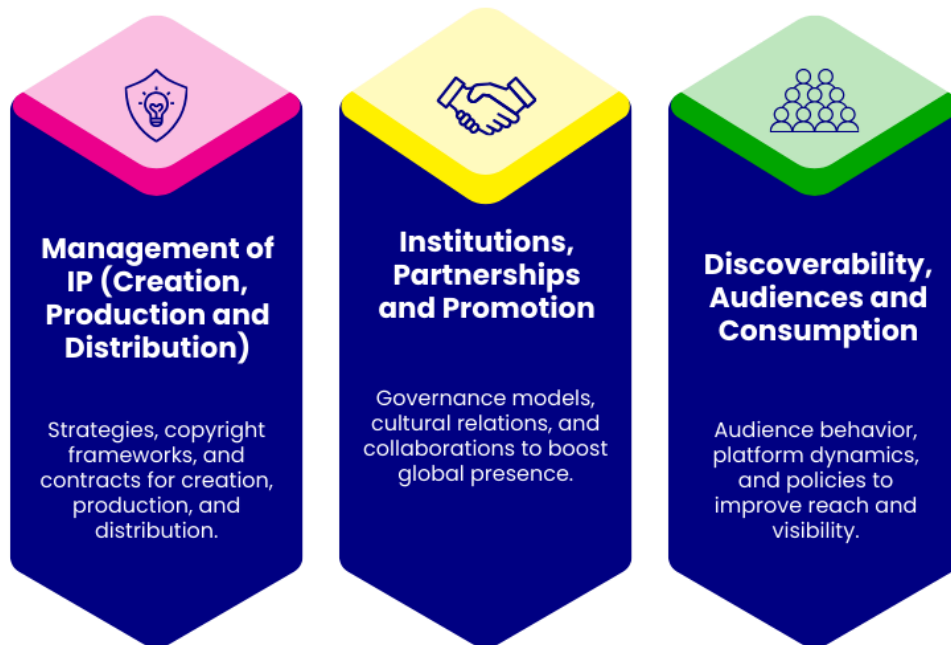 Management of
IP (Creation,
Production and
Distribution)
Strategies, copyright
frameworks, and
contracts for creation,
production, and
distribution.
Institutions,
Partnerships
and Promotion
Governance models,
cultural relations, and
collaborations to boost
global presence.
Discoverability,
Audiences and
Consumption
Audience behavior,
platform dynamics,
and policies to
improve reach and
visibility.